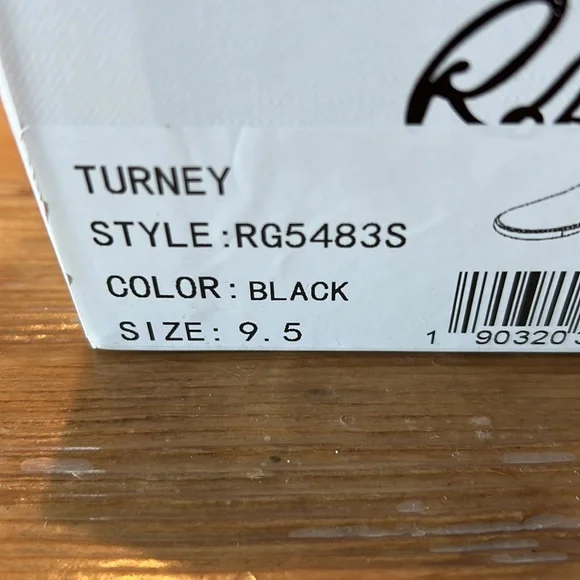 TURNEY
STYLE:RG5483S
COLOR: BLACK
SIZE: 9.5
1 90320